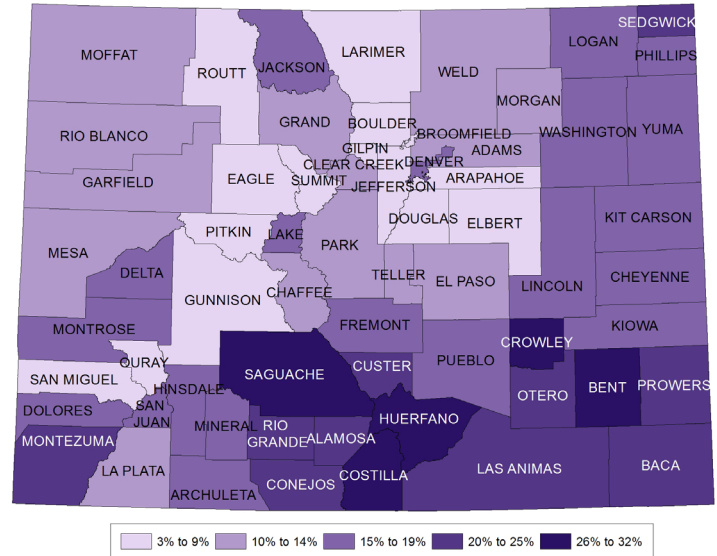 SEDGWICK
MOFFAT
ROUTT
JACKSON
LARIMER
LOGAN
PHILLIPS
WELD
MORGAN
GRAND
BOULDER
RIO BLANCO
BROOMFIELD
WASHINGTON
YUMA
GILPIN
ADAMS
CLEAR CREEK
DENVER
GARFIELD
EAGLE
SUMMIT
JEFFERSON
ARAPAHOE
DOUGLAS
ELBERT
KIT CARSON
PITKIN
LAKE
PARK
MESA
DELTA
TELLER
EL PASO
LINCOLN
CHEYENNE
GUNNISON
CHAFFEE
MONTROSE
FREMONT
KIOWA
CROWLEY
OURAY
PUEBLO
SAN MIGUEL
SAGUACHE
CUSTER
HINSDALE
OTERO
BENT
PROWERS
DOLORES
SAN
JUAN
HUERFANO
MINERAL
RIO
GRANDE
ALAMOSA
MONTEZUMA
LA PLATA
COSTILLA
LAS ANIMAS
BACA
ARCHULETA
CONEJOS
3% to 9% 10% to 14% 15% to 19% 20% to 25% 26% to 32%